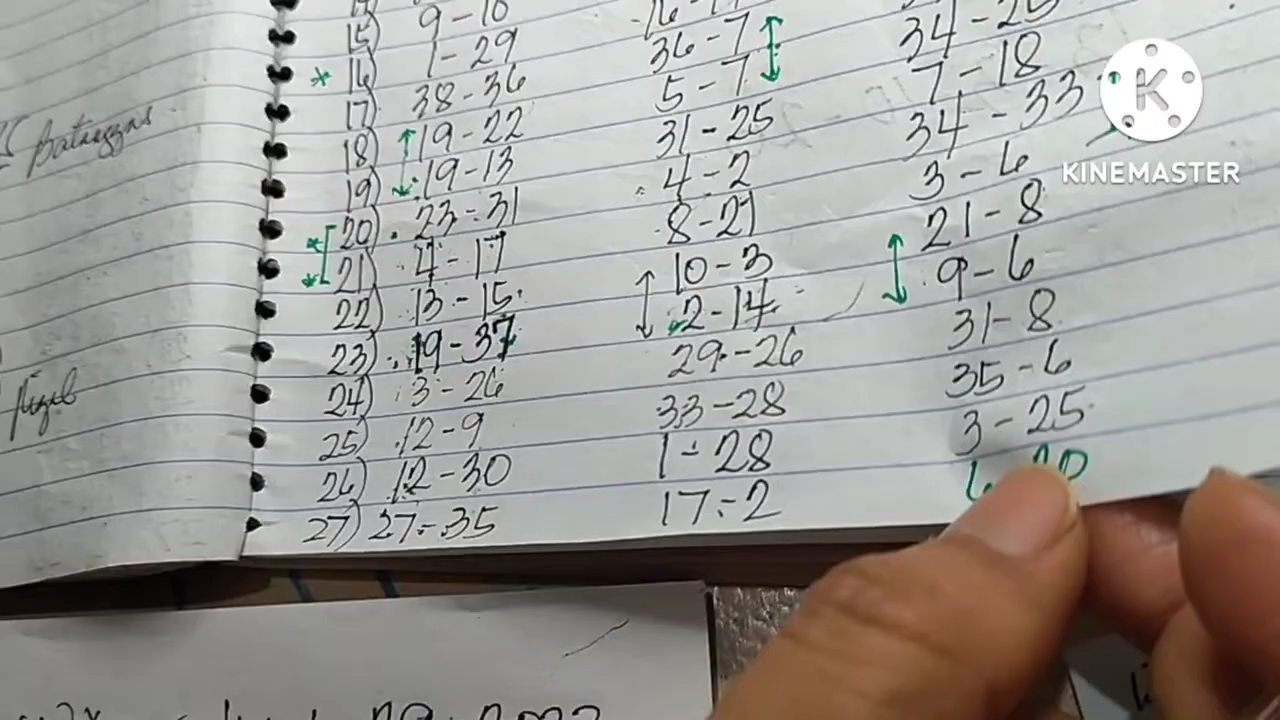 15) 9-10
16) 1-29 36-7 34-25
17) 38-36 5-7 7-18
18) 19-22 31-25 34-33
19) 19-13 4-2 3-6
20) 23-31 8-21 21-8
21) 4-17 10-3 9-6
22) 13-15 2-14 31-8
23) 19-37 29-26 35-6
24) 3-26 33-28 3-25
25) 12-9 1-28
26) 12-30 17-2
27) 27-35
Batangas
Rizal
K
KINEMASTER